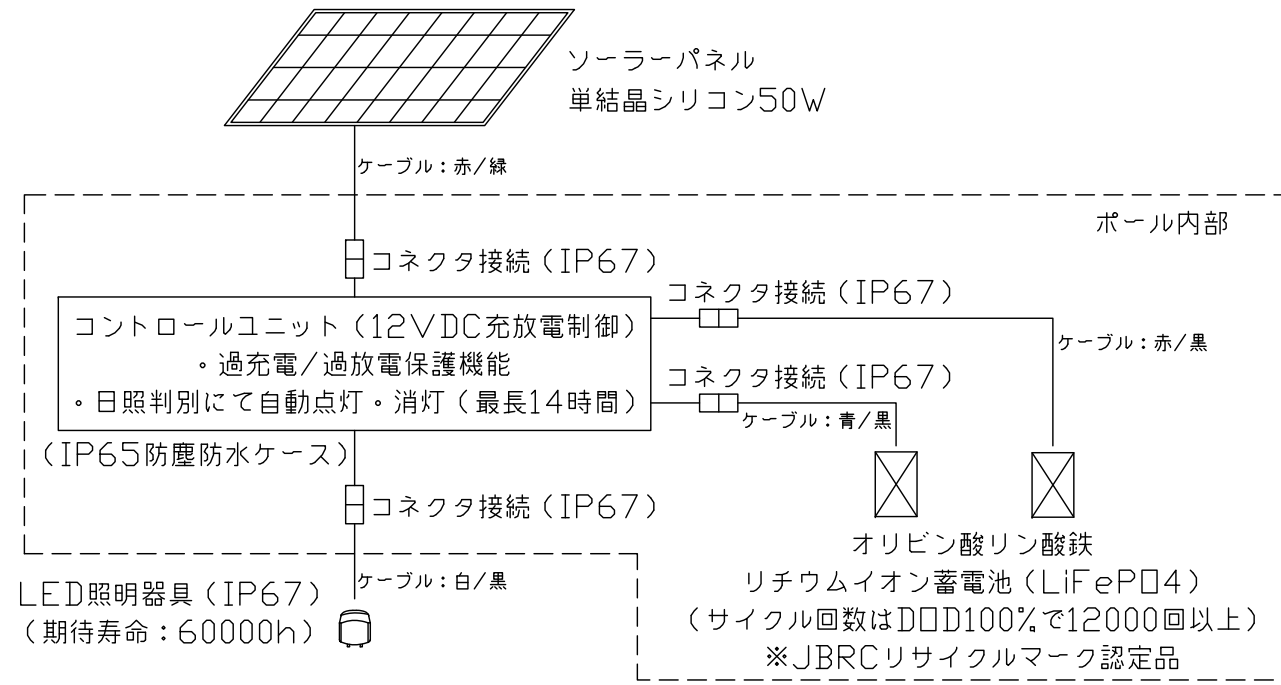 ソーラーパネル
単結晶シリコン50W
ケーブル：赤/緑
ポール内部
コネクタ接続（IP67）
コネクタ接続（IP67）
コントロールユニット（12VDC充放電制御）
・過充電/過放電保護機能
・日照判別にて自動点灯・消灯（最長14時間）
ケーブル：赤/黒
コネクタ接続（IP67）
ケーブル：青/黒
（IP65防塵防水ケース）
コネクタ接続（IP67）
オリビン酸リン酸鉄
リチウムイオン蓄電池（LiFePO4）
（サイクル回数はDOD100%で12000回以上）
※JBRCリサイクルマーク認定品
ケーブル：白/黒
LED照明器具（IP67）
（期待寿命：60000h）